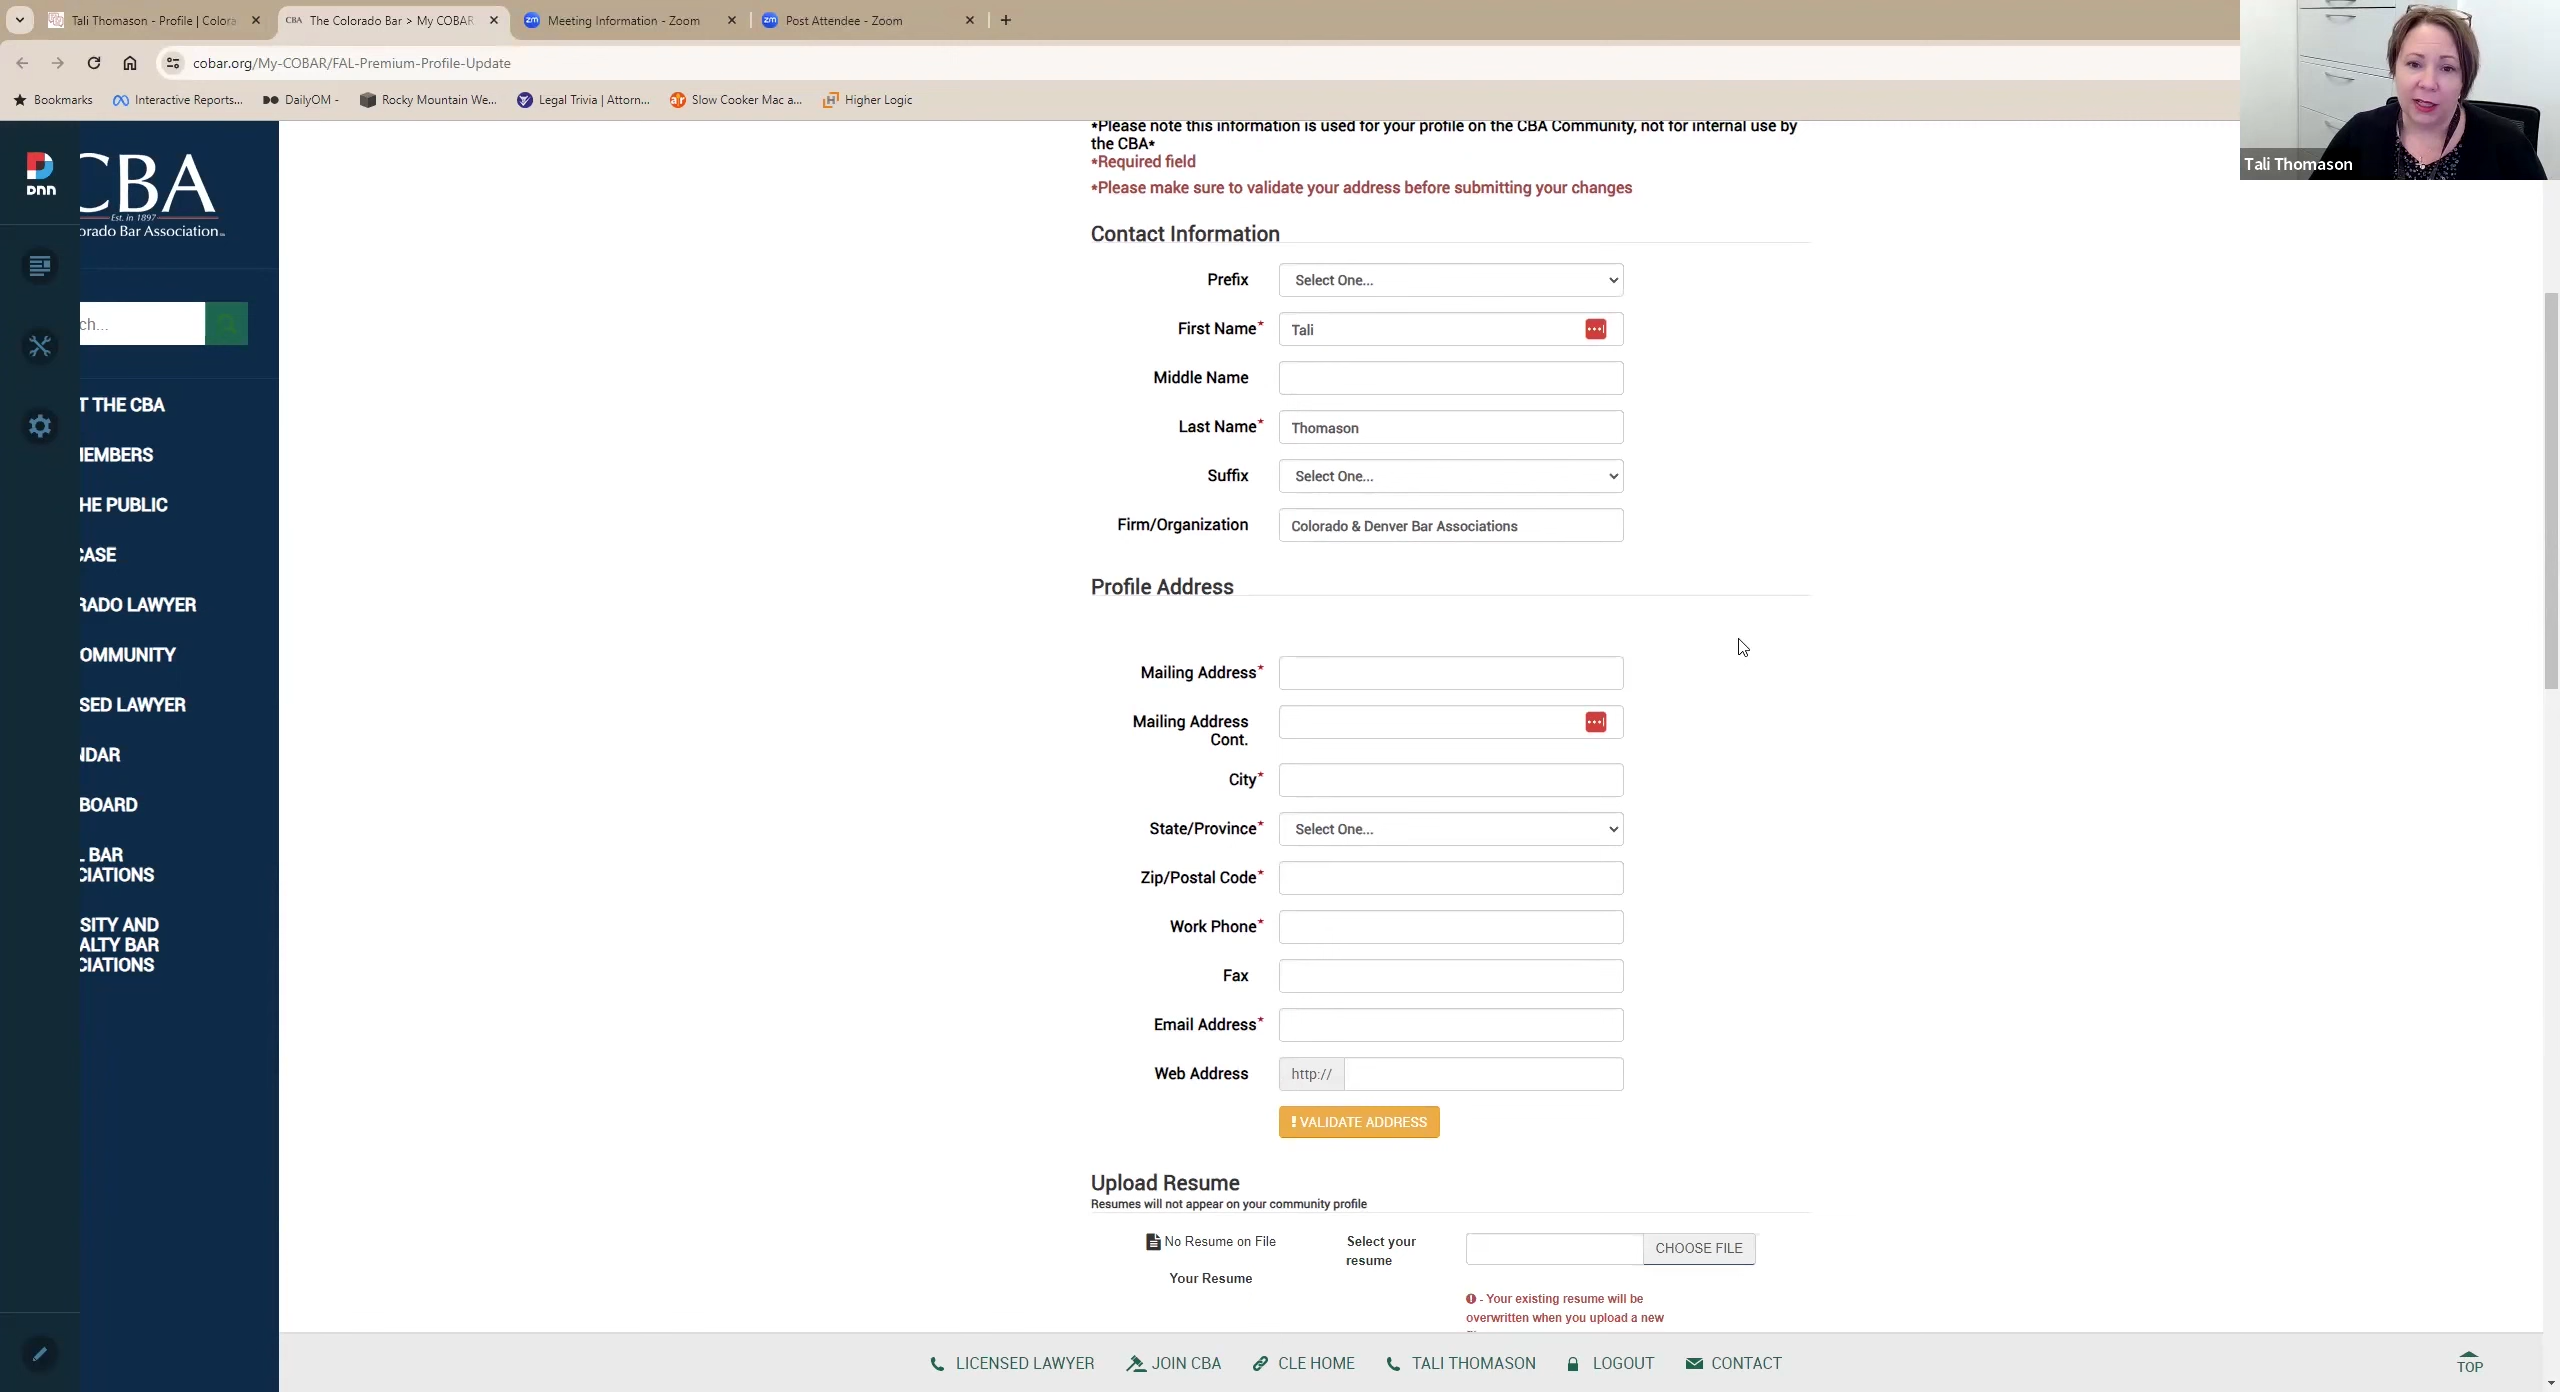 Tali Thomason - Profile | Colora
CBA The Colorado Bar > My COBAR
zm Meeting Information - Zoom
zm Post Attendee - Zoom
cobar.org/My-COBAR/FAL-Premium-Profile-Update
Bookmarks
Interactive Reports...
DailyOM -
Rocky Mountain We...
Legal Trivia | Attorn...
Slow Cooker Mac a...
Higher Logic
Tali Thomason
DNN
CBA
Est. in 1897
orado Bar Association
ch...
T THE CBA
MEMBERS
HE PUBLIC
CASE
RADO LAWYER
OMMUNITY
SED LAWYER
NDAR
BOARD
L BAR
CIATIONS
SITY AND
ALTY BAR
CIATIONS
*Please note this information is used for your profile on the CBA Community, not for internal use by
the CBA*
*Required field
*Please make sure to validate your address before submitting your changes
Contact Information
Prefix Select One...
First Name* Tali
Middle Name
Last Name* Thomason
Suffix Select One...
Firm/Organization Colorado & Denver Bar Associations
Profile Address
Mailing Address*
Mailing Address
Cont.
City*
State/Province* Select One...
Zip/Postal Code*
Work Phone*
Fax
Email Address*
Web Address http://
! VALIDATE ADDRESS
Upload Resume
Resumes will not appear on your community profile
No Resume on File
Your Resume
Select your
resume
CHOOSE FILE
- Your existing resume will be
overwritten when you upload a new
LICENSED LAWYER
JOIN CBA
CLE HOME
TALI THOMASON
LOGOUT
CONTACT
TOP